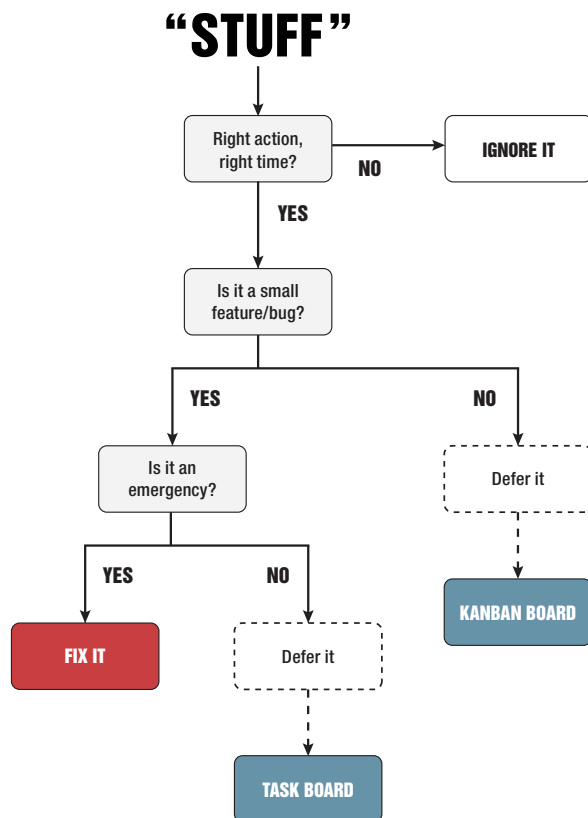 “STUFF”
Right action,
right time?
NO
IGNORE IT
YES
Is it a small
feature/bug?
YES
NO
Is it an
emergency?
Defer it
YES
NO
KANBAN BOARD
FIX IT
Defer it
TASK BOARD